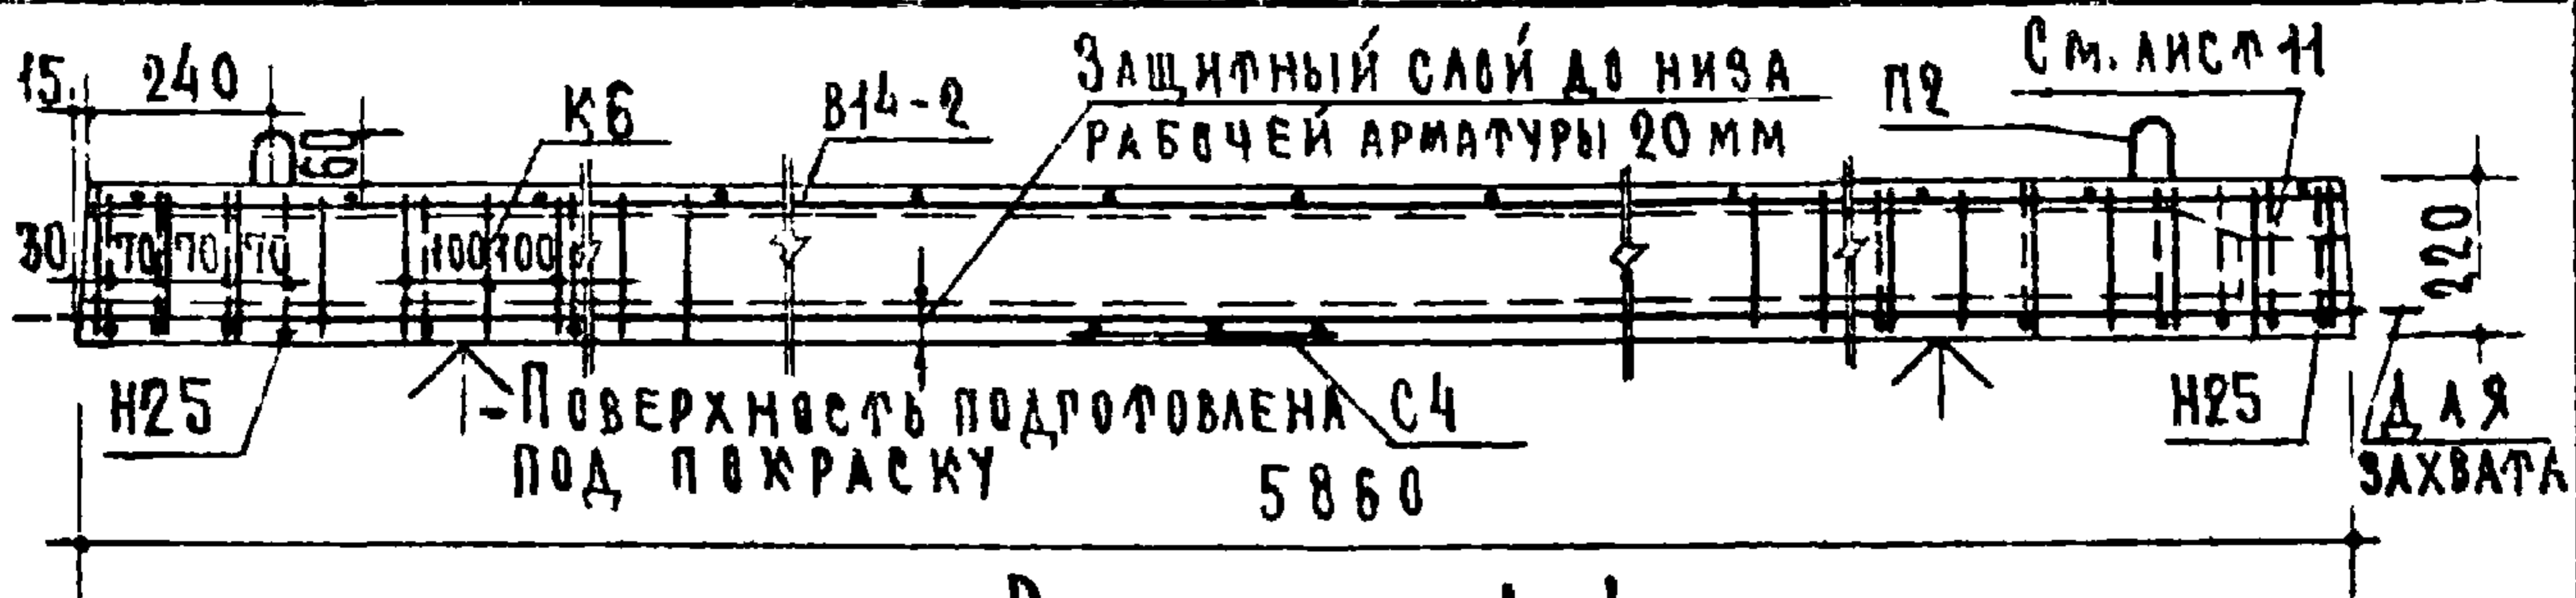 15 240 60
К6
В14-2
Защитный слой до низа
рабочей арматуры 20 мм
П2
См. лист 11
30 70 70 70 100 100
220
Н25
Поверхность подготовлена
под покраску
С4
Н25
Для
захвата
5860